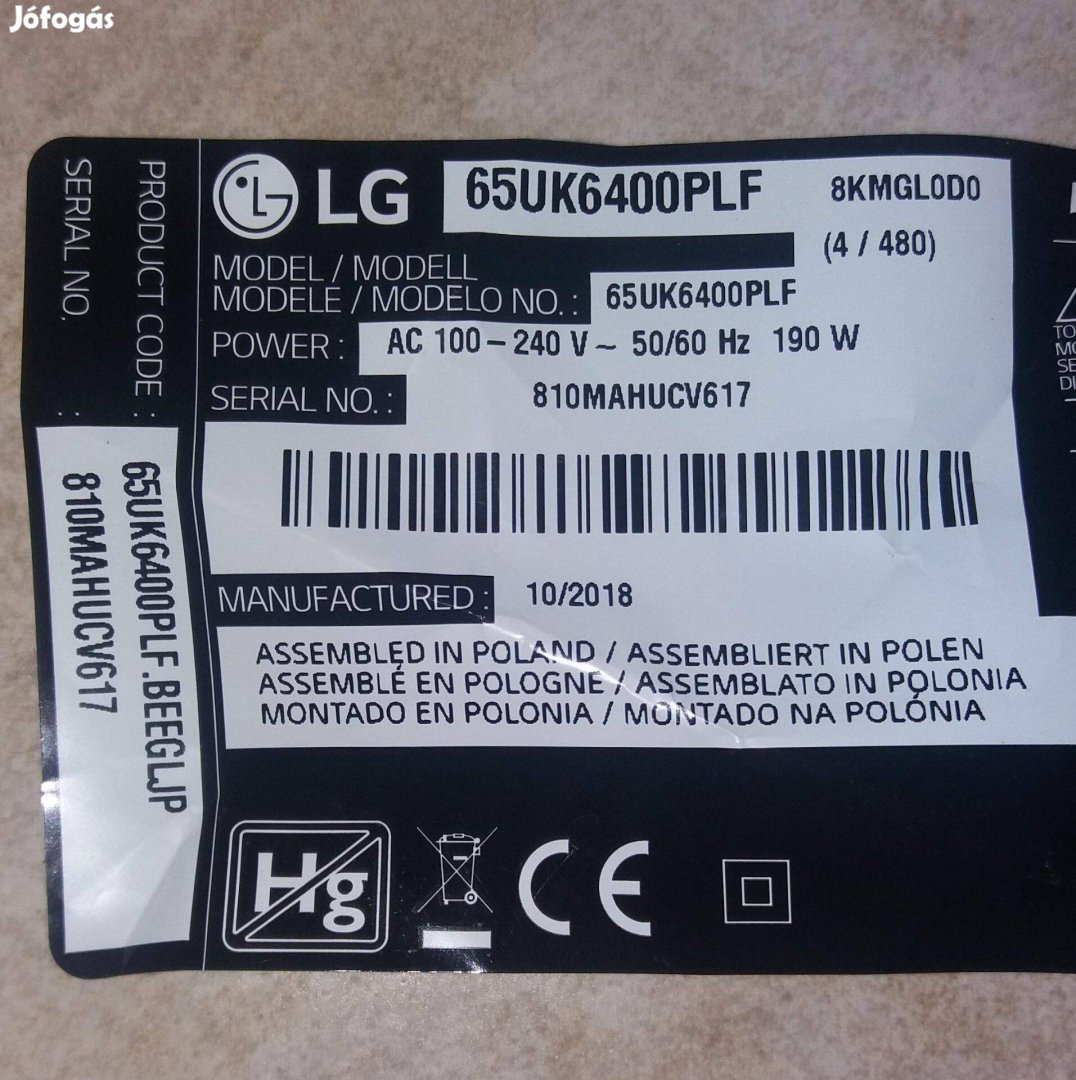 Jófogás
LG 65UK6400PLF 8KMGL0D0
(4 / 480)
MODEL / MODELL
MODELE / MODELO NO. : 65UK6400PLF
POWER : AC 100 – 240 V ~ 50/60 Hz 190 W
SERIAL NO. : 810MAHUCV617
MANUFACTURED : 10/2018
ASSEMBLED IN POLAND / ASSEMBLIERT IN POLEN
ASSEMBLÉ EN POLOGNE / ASSEMBLATO IN POLONIA
MONTADO EN POLONIA / MONTADO NA POLÓNIA
PRODUCT CODE : 65UK6400PLF.BEEGLJP
SERIAL NO. : 810MAHUCV617
Hg
CE